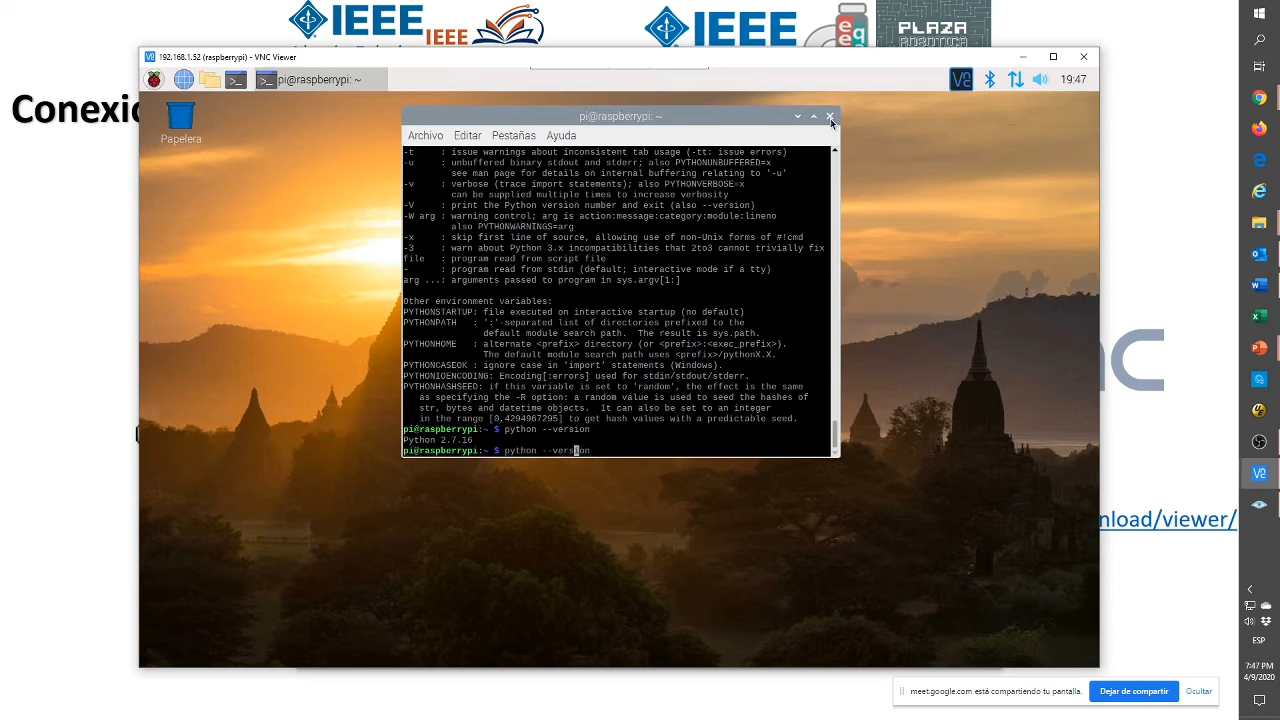 IEEE
IEEE
IEEE
PLAZA
ROBOTICA
192.168.1.52 (raspberrypi) - VNC Viewer
pi@raspberrypi: ~
19:47
Conexi
Papelera
pi@raspberrypi: ~
Archivo Editar Pestañas Ayuda
-t : issue warnings about inconsistent tab usage (-tt: issue errors)
-u : unbuffered binary stdout and stderr; also PYTHONUNBUFFERED=x
see man page for details on internal buffering relating to '-u'
-v : verbose (trace import statements); also PYTHONVERBOSE=x
can be supplied multiple times to increase verbosity
-V : print the Python version number and exit (also --version)
-W arg : warning control; arg is action:message:category:module:lineno
also PYTHONWARNINGS=arg
-x : skip first line of source, allowing use of non-Unix forms of #!cmd
-3 : warn about Python 3.x incompatibilities that 2to3 cannot trivially fix
file : program read from script file
- : program read from stdin (default; interactive mode if a tty)
arg ...: arguments passed to program in sys.argv[1:]
Other environment variables:
PYTHONSTARTUP: file executed on interactive startup (no default)
PYTHONPATH : ':'-separated list of directories prefixed to the
default module search path. The result is sys.path.
PYTHONHOME : alternate <prefix> directory (or <prefix>:<exec_prefix>).
The default module search path uses <prefix>/pythonX.X.
PYTHONCASEOK : ignore case in 'import' statements (Windows).
PYTHONIOENCODING: Encoding[:errors] used for stdin/stdout/stderr.
PYTHONHASHSEED: if this variable is set to 'random', the effect is the same
as specifying the -R option: a random value is used to seed the hashes of
str, bytes and datetime objects. It can also be set to an integer
in the range [0,4294967295] to get hash values with a predictable seed.
pi@raspberrypi:~ $ python --version
Python 2.7.16
pi@raspberrypi:~ $ python --version
nload/viewer/
meet.google.com está compartiendo tu pantalla. Dejar de compartir Ocultar
ESP
7:47 PM
4/9/2020